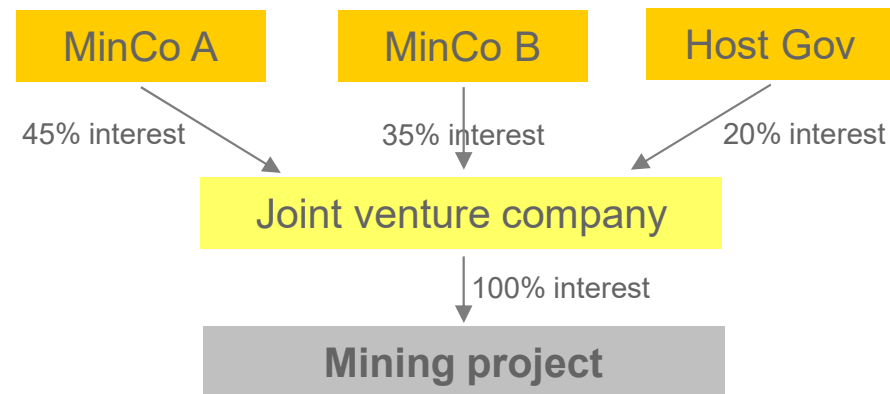 MinCo A
MinCo B
Host Gov
45% interest
35% interest
20% interest
Joint venture company
100% interest
Mining project